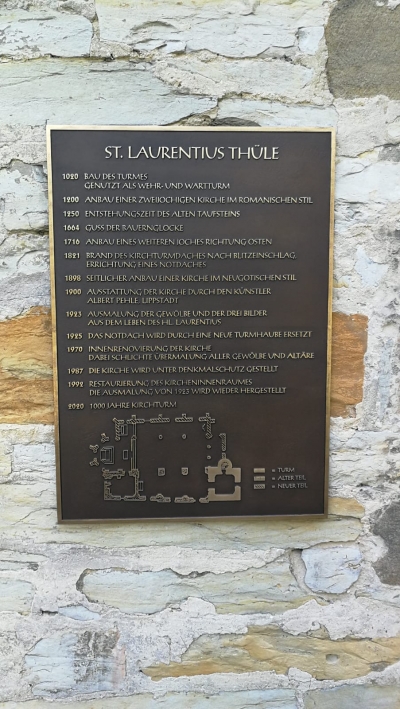 ST. LAURENTIUS THÜLE
1020 BAU DES TURMES
GENUTZT ALS WEHR- UND WARTTURM
1200 ANBAU EINER ZWEIJOCHIGEN KIRCHE IM ROMANISCHEN STIL
1250 ENTSTEHUNGSZEIT DES ALTEN TAUFSTEINS
1664 GUSS DER BAUERNGLOCKE
1716 ANBAU EINES WEITEREN JOCHES RICHTUNG OSTEN
1821 BRAND DES KIRCHTURMDACHES NACH BLITZEINSCHLAG.
ERRICHTUNG EINES NOTDACHES
1898 SEITLICHER ANBAU EINER KIRCHE IM NEUGOTISCHEN STIL
1900 AUSSTATTUNG DER KIRCHE DURCH DEN KÜNSTLER
ALBERT PEHLE, LIPPSTADT
1923 AUSMALUNG DER GEWÖLBE UND DER DREI BILDER
AUS DEM LEBEN DES HL. LAURENTIUS
1925 DAS NOTDACH WIRD DURCH EINE NEUE TURMHAUBE ERSETZT
1970 INNENRENOVIERUNG DER KIRCHE
DABEI SCHLICHTE ÜBERMALUNG ALLER GEWÖLBE UND ALTÄRE
1987 DIE KIRCHE WIRD UNTER DENKMALSCHUTZ GESTELLT
1992 RESTAURIERUNG DES KIRCHENINNENRAUMES
DIE AUSMALUNG VON 1923 WIRD WIEDER HERGESTELLT
2020 1000 JAHRE KIRCHTURM
= TURM
= ALTER TEIL
= NEUER TEIL